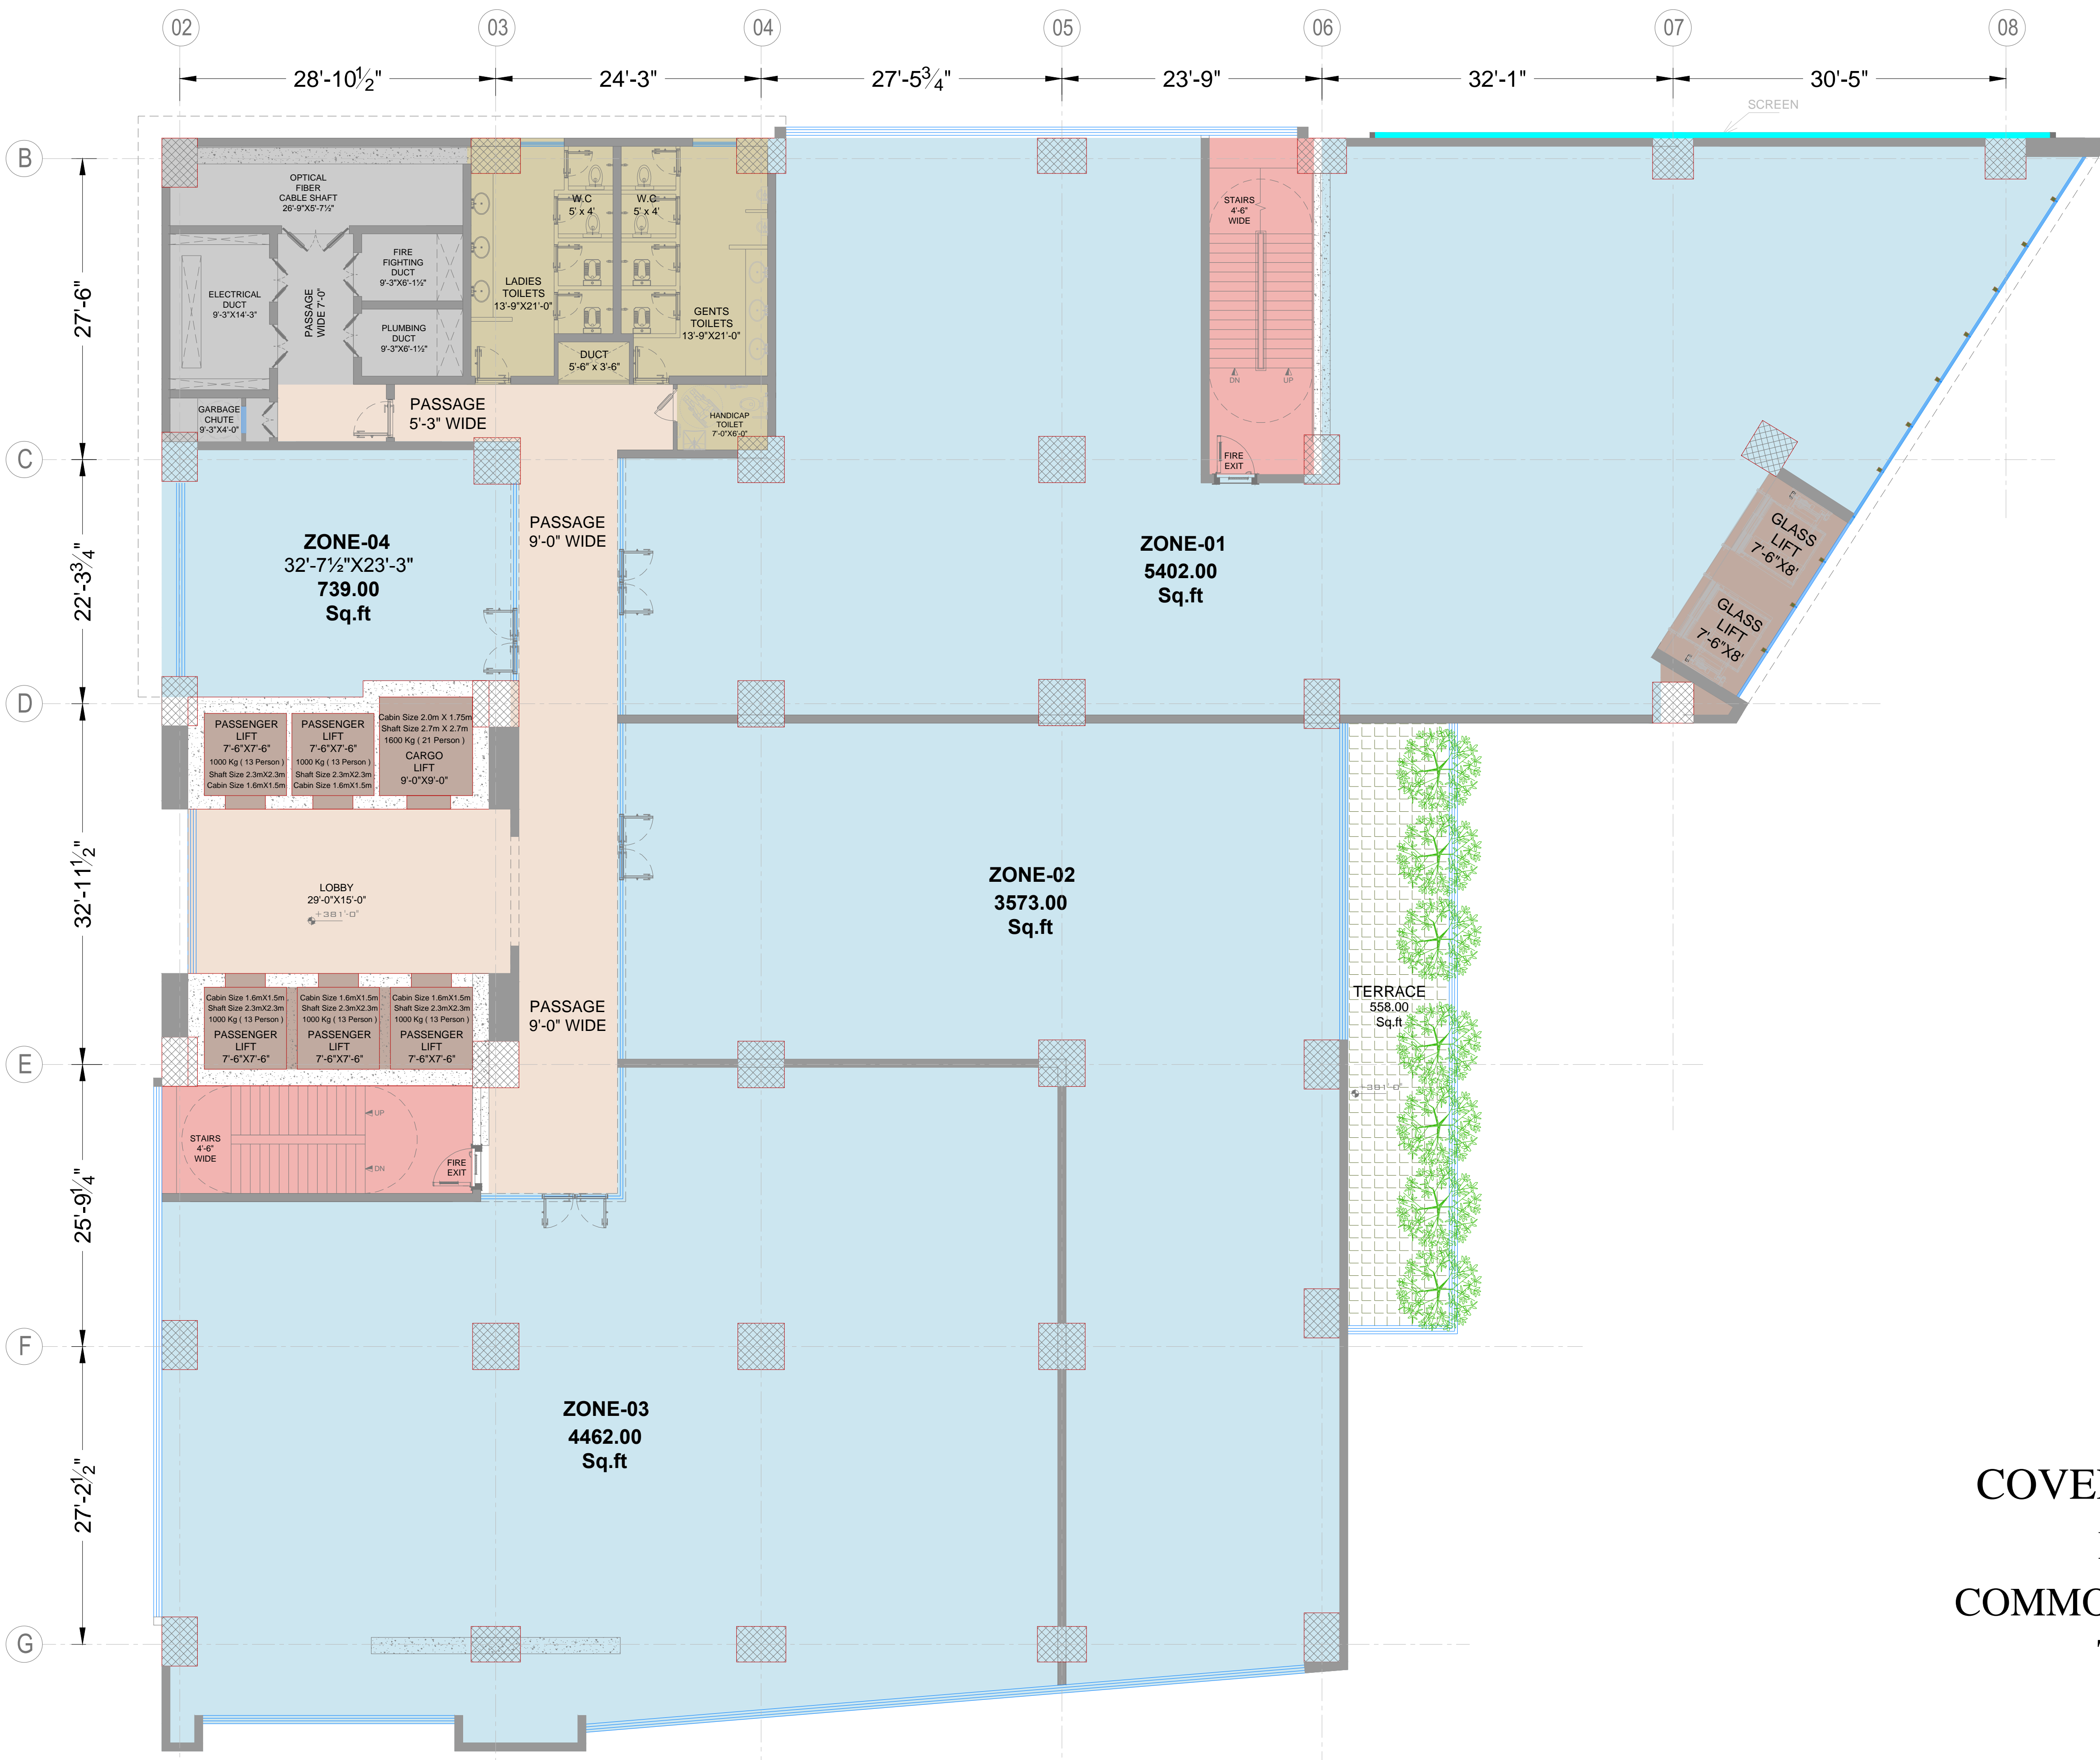 02
03
04
05
06
07
08
28'-10½"
24'-3"
27'-5¾"
23'-9"
32'-1"
30'-5"
SCREEN
B
C
D
E
F
G
27'-6"
22'-3¾"
32'-11½"
25'-9¼"
27'-2½"
OPTICAL
FIBER
CABLE SHAFT
26'-9"X5'-7½"
ELECTRICAL
DUCT
9'-3"X14'-3"
PASSAGE
WIDE 7'-0"
FIRE
FIGHTING
DUCT
9'-3"X6'-1½"
PLUMBING
DUCT
9'-3"X6'-1½"
GARBAGE
CHUTE
9'-3"X4'-0"
LADIES
TOILETS
13'-9"X21'-0"
W.C
5' x 4'
W.C
5' x 4'
GENTS
TOILETS
13'-9"X21'-0"
DUCT
5'-6" x 3'-6"
HANDICAP
TOILET
7'-0"X6'-0"
PASSAGE
5'-3" WIDE
STAIRS
4'-6"
WIDE
DN
UP
FIRE
EXIT
PASSAGE
9'-0" WIDE
ZONE-04
32'-7½"X23'-3"
739.00
Sq.ft
ZONE-01
5402.00
Sq.ft
GLASS
LIFT
7'-6"X8'
GLASS
LIFT
7'-6"X8'
PASSENGER
LIFT
7'-6"X7'-6"
1000 Kg ( 13 Person )
Shaft Size 2.3mX2.3m
Cabin Size 1.6mX1.5m
PASSENGER
LIFT
7'-6"X7'-6"
1000 Kg ( 13 Person )
Shaft Size 2.3mX2.3m
Cabin Size 1.6mX1.5m
Cabin Size 2.0m X 1.75m
Shaft Size 2.7m X 2.7m
1600 Kg ( 21 Person )
CARGO
LIFT
9'-0"X9'-0"
LOBBY
29'-0"X15'-0"
+381'-0"
ZONE-02
3573.00
Sq.ft
TERRACE
558.00
Sq.ft
+381'-0"
Cabin Size 1.6mX1.5m
Shaft Size 2.3mX2.3m
1000 Kg ( 13 Person )
PASSENGER
LIFT
7'-6"X7'-6"
Cabin Size 1.6mX1.5m
Shaft Size 2.3mX2.3m
1000 Kg ( 13 Person )
PASSENGER
LIFT
7'-6"X7'-6"
Cabin Size 1.6mX1.5m
Shaft Size 2.3mX2.3m
1000 Kg ( 13 Person )
PASSENGER
LIFT
7'-6"X7'-6"
PASSAGE
9'-0" WIDE
STAIRS
4'-6"
WIDE
UP
DN
FIRE
EXIT
ZONE-03
4462.00
Sq.ft